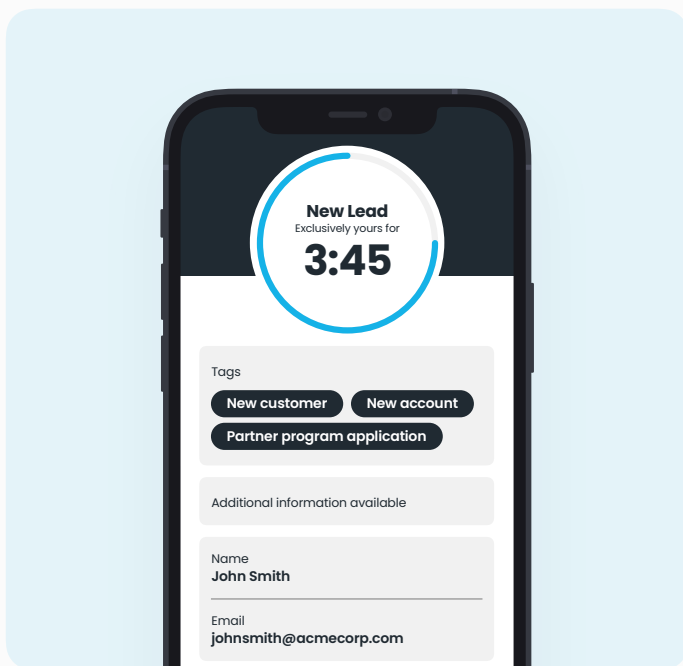 New Lead
Exclusively yours for
3:45
Tags
New customer New account
Partner program application
Additional information available
Name
John Smith
Email
johnsmith@acmecorp.com